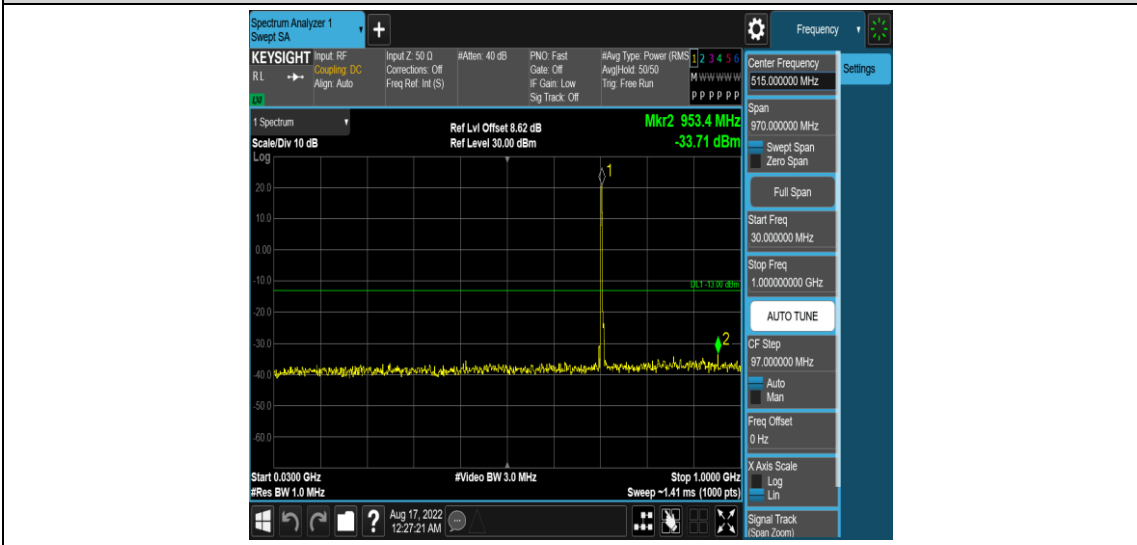 Spectrum Analyzer 1
Swept SA
+
Frequency
KEYSIGHT
RL
LXI
Input: RF
Coupling: DC
Align: Auto
Input Z: 50 Ω
Corrections: Off
Freq Ref: Int (S)
#Atten: 40 dB
PNO: Fast
Gate: Off
IF Gain: Low
Sig Track: Off
#Avg Type: Power (RMS
Avg|Hold: 50/50
Trig: Free Run
1 2 3 4 5 6
M W W W W W
P P P P P P
1 Spectrum
Scale/Div 10 dB
Log
Ref Lvl Offset 8.62 dB
Ref Level 30.00 dBm
Mkr2 953.4 MHz
-33.71 dBm
1
20.0
10.0
0.00
-10.0
DL1 -13.00 dBm
-20.0
-30.0
2
-40.0
-50.0
-60.0
Start 0.0300 GHz
#Res BW 1.0 MHz
#Video BW 3.0 MHz
Stop 1.0000 GHz
Sweep ~1.41 ms (1000 pts)
?
Aug 17, 2022
12:27:21 AM
Center Frequency
515.000000 MHz
Settings
Span
970.000000 MHz
Swept Span
Zero Span
Full Span
Start Freq
30.000000 MHz
Stop Freq
1.000000000 GHz
AUTO TUNE
CF Step
97.000000 MHz
Auto
Man
Freq Offset
0 Hz
X Axis Scale
Log
Lin
Signal Track
(Span Zoom)